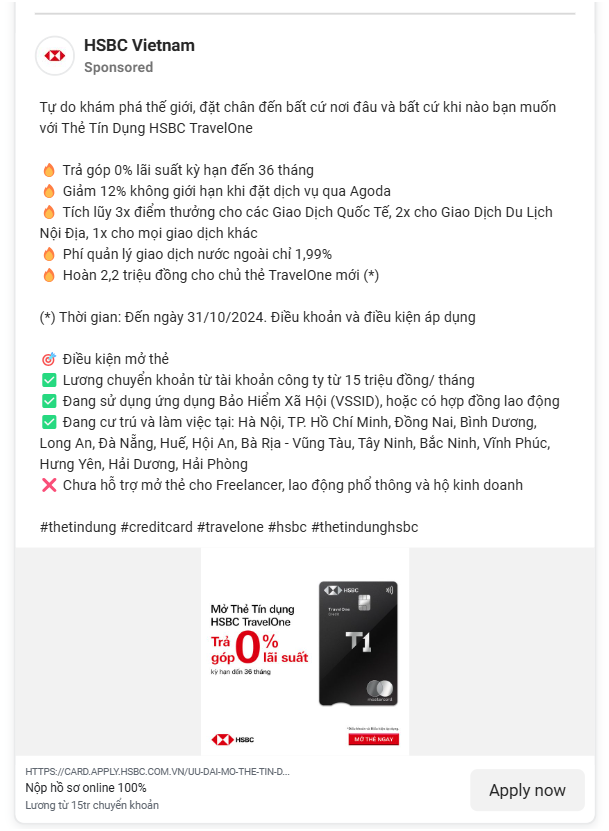 HSBC Vietnam
Sponsored
Tự do khám phá thế giới, đặt chân đến bất cứ nơi đâu và bất cứ khi nào bạn muốn
với Thẻ Tín Dụng HSBC TravelOne
🔥 Trả góp 0% lãi suất kỳ hạn đến 36 tháng
🔥 Giảm 12% không giới hạn khi đặt dịch vụ qua Agoda
🔥 Tích lũy 3x điểm thưởng cho các Giao Dịch Quốc Tế, 2x cho Giao Dịch Du Lịch
Nội Địa, 1x cho mọi giao dịch khác
🔥 Phí quản lý giao dịch nước ngoài chỉ 1,99%
🔥 Hoàn 2,2 triệu đồng cho chủ thẻ TravelOne mới (*)
(*) Thời gian: Đến ngày 31/10/2024. Điều khoản và điều kiện áp dụng
🎯 Điều kiện mở thẻ
✅ Lương chuyển khoản từ tài khoản công ty từ 15 triệu đồng/ tháng
✅ Đang sử dụng ứng dụng Bảo Hiểm Xã Hội (VSSID), hoặc có hợp đồng lao động
✅ Đang cư trú và làm việc tại: Hà Nội, TP. Hồ Chí Minh, Đồng Nai, Bình Dương,
Long An, Đà Nẵng, Huế, Hội An, Bà Rịa - Vũng Tàu, Tây Ninh, Bắc Ninh, Vĩnh Phúc,
Hưng Yên, Hải Dương, Hải Phòng
❌ Chưa hỗ trợ mở thẻ cho Freelancer, lao động phổ thông và hộ kinh doanh
#thetindung #creditcard #travelone #hsbc #thetindunghsbc
Mở Thẻ Tín dụng
HSBC TravelOne
Trả góp 0% lãi suất
kỳ hạn đến 36 tháng
HSBC
TravelOne
T1
mastercard
HSBC
*Điều khoản và Điều kiện áp dụng
MỞ THẺ NGAY
HTTPS://CARD.APPLY.HSBC.COM.VN/UU-DAI-MO-THE-TIN-D...
Nộp hồ sơ online 100%
Lương từ 15tr chuyển khoản
Apply now